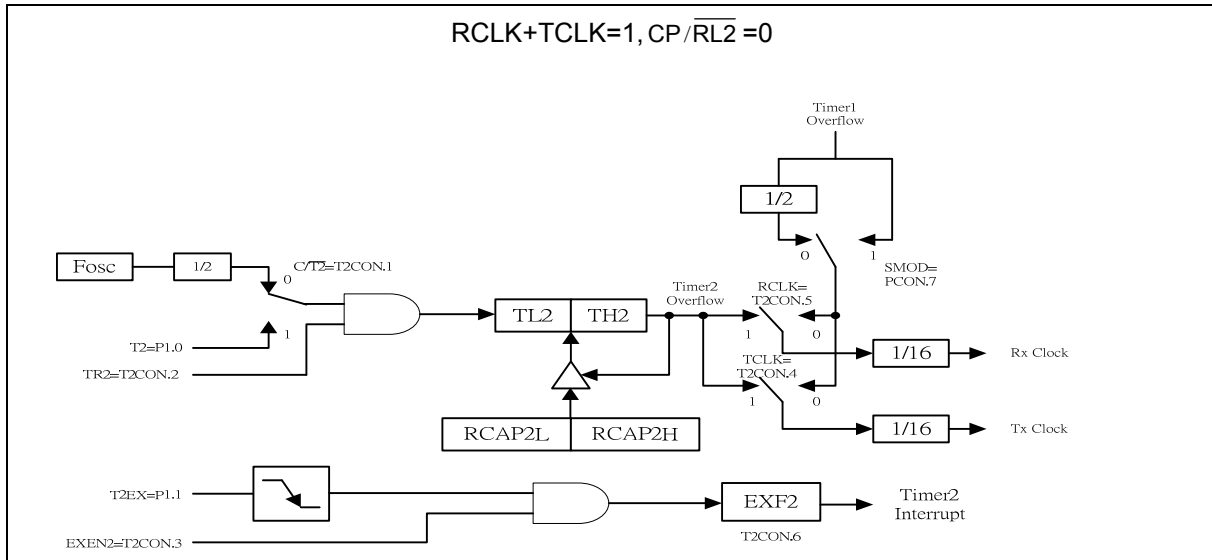 RCLK+TCLK=1, CP/R̅L̅2̅ =0
Timer1
Overflow
1/2
0
1
SMOD=
PCON.7
Fosc
1/2
C/T̅2̅=T2CON.1
0
1
T2=P1.0
TR2=T2CON.2
TL2
TH2
Timer2
Overflow
RCLK=
T2CON.5
1
0
1/16
Rx Clock
TCLK=
T2CON.4
1
0
1/16
Tx Clock
RCAP2L
RCAP2H
T2EX=P1.1
EXEN2=T2CON.3
EXF2
T2CON.6
Timer2
Interrupt